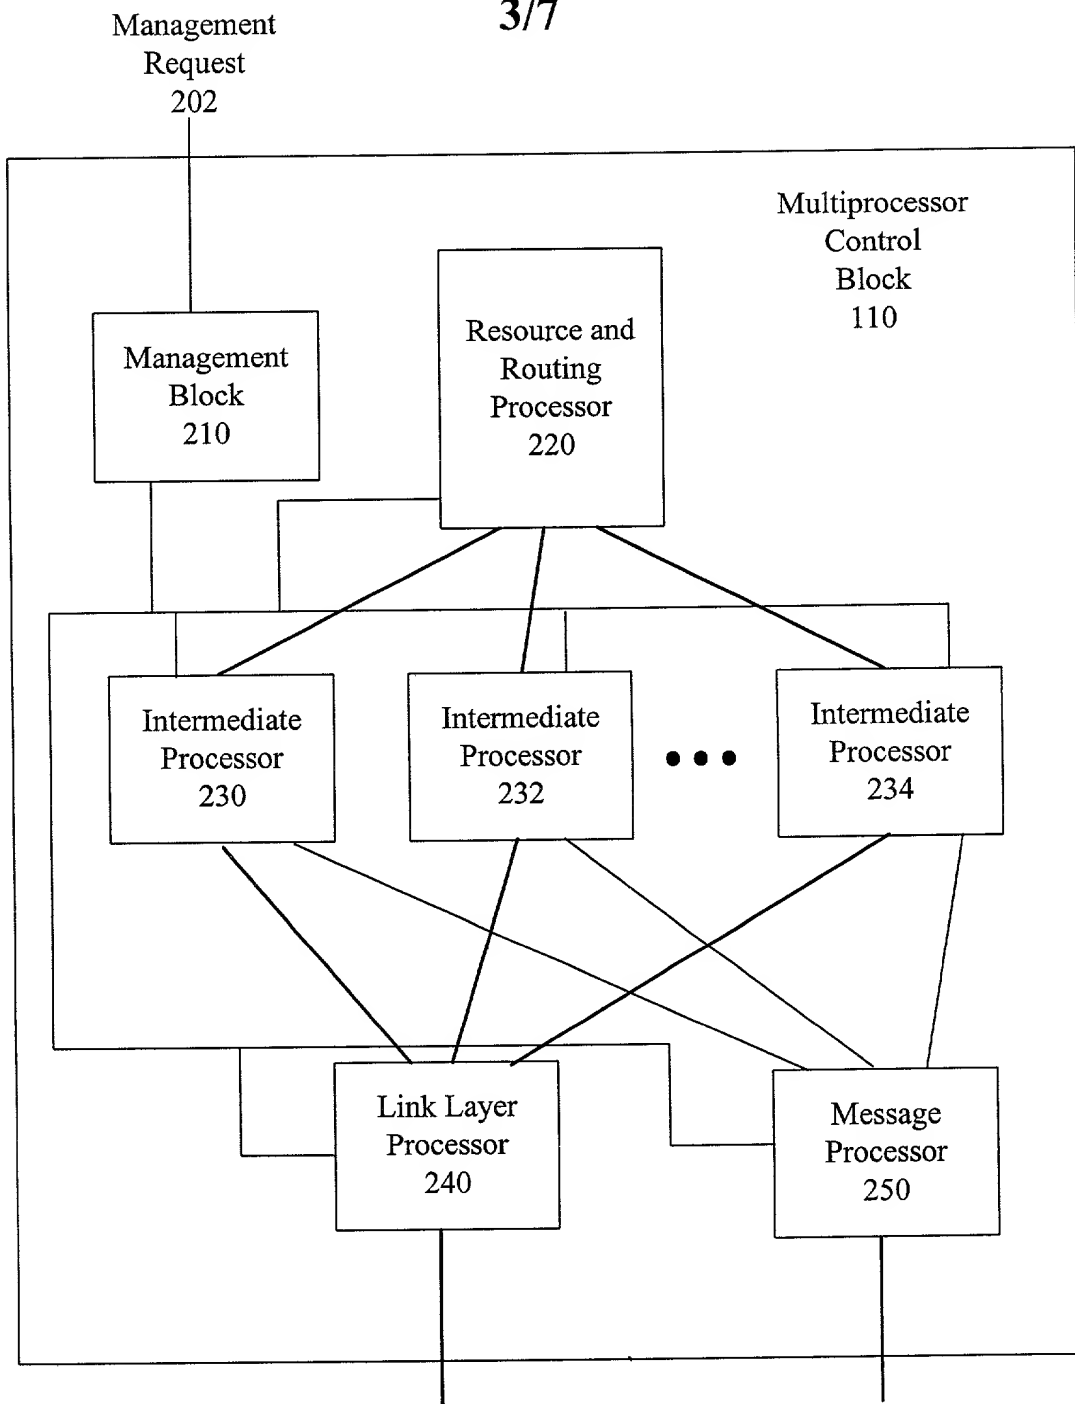 3/7
Management
Request
202
Multiprocessor
Control
Block
110
Management
Block
210
Resource and
Routing
Processor
220
Intermediate
Processor
230
Intermediate
Processor
232
Intermediate
Processor
234
Link Layer
Processor
240
Message
Processor
250